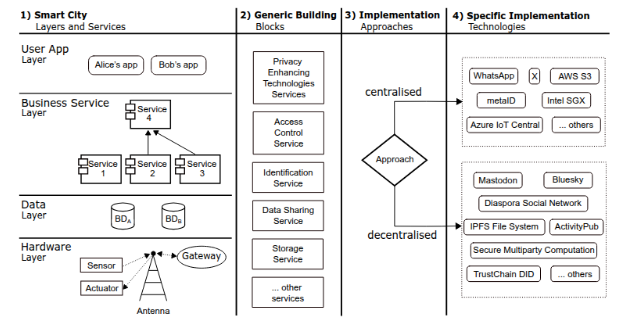 1) Smart City
Layers and Services
User App
Layer
Alice's app
Bob's app
Business Service
Layer
Service
4
Service
1
Service
2
Service
3
Data
Layer
BDA
BDB
Hardware
Layer
Sensor
Actuator
Gateway
Antenna
2) Generic Building
Blocks
Privacy
Enhancing
Technologies
Services
Access
Control
Service
Identification
Service
Data Sharing
Service
Storage
Service
... other
services
3) Implementation
Approaches
centralised
Approach
decentralised
4) Specific Implementation
Technologies
WhatsApp
X
AWS S3
metaID
Intel SGX
Azure IoT Central
... others
Mastodon
Bluesky
Diaspora Social Network
IPFS File System
ActivityPub
Secure Multiparty Computation
TrustChain DID
... others